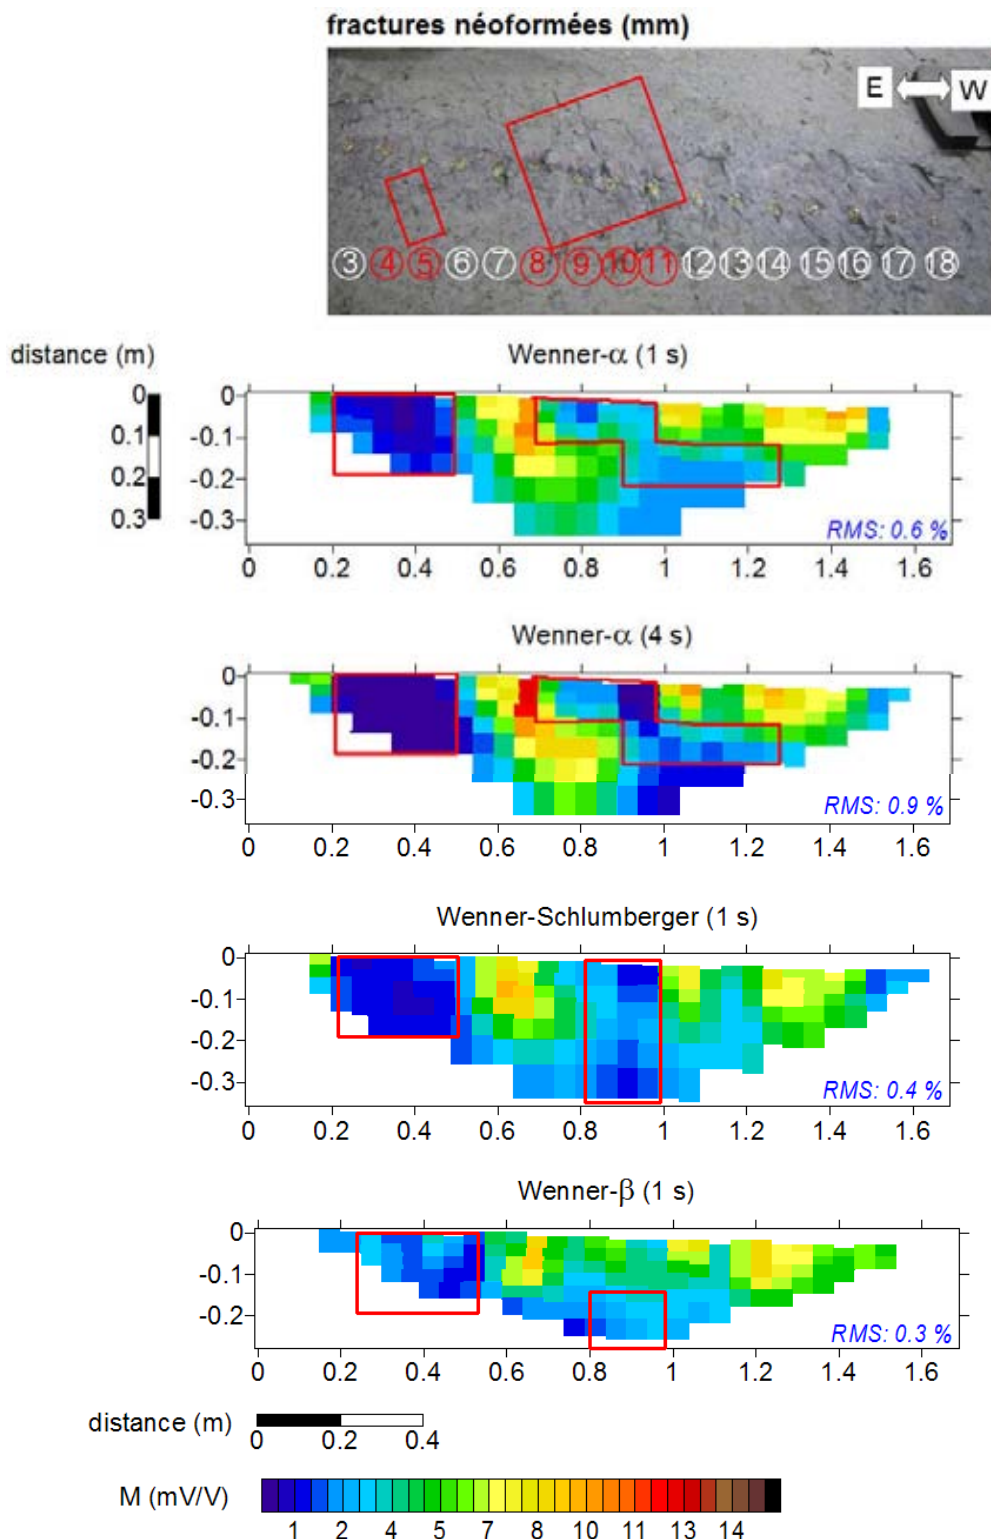 fractures néoformées (mm)
E W
3 4 5 6 7 8 9 10 11 12 13 14 15 16 17 18
distance (m) Wenner-α (1 s)
0 0
0.1 -0.1
0.2 -0.2
0.3 -0.3
RMS: 0.6 %
0 0.2 0.4 0.6 0.8 1 1.2 1.4 1.6
Wenner-α (4 s)
0
-0.1
-0.2
-0.3
RMS: 0.9 %
0 0.2 0.4 0.6 0.8 1 1.2 1.4 1.6
Wenner-Schlumberger (1 s)
0
-0.1
-0.2
-0.3
RMS: 0.4 %
0 0.2 0.4 0.6 0.8 1 1.2 1.4 1.6
Wenner-β (1 s)
0
-0.1
-0.2
RMS: 0.3 %
0 0.2 0.4 0.6 0.8 1 1.2 1.4 1.6
distance (m)
0 0.2 0.4
M (mV/V)
1 2 4 5 7 8 10 11 13 14